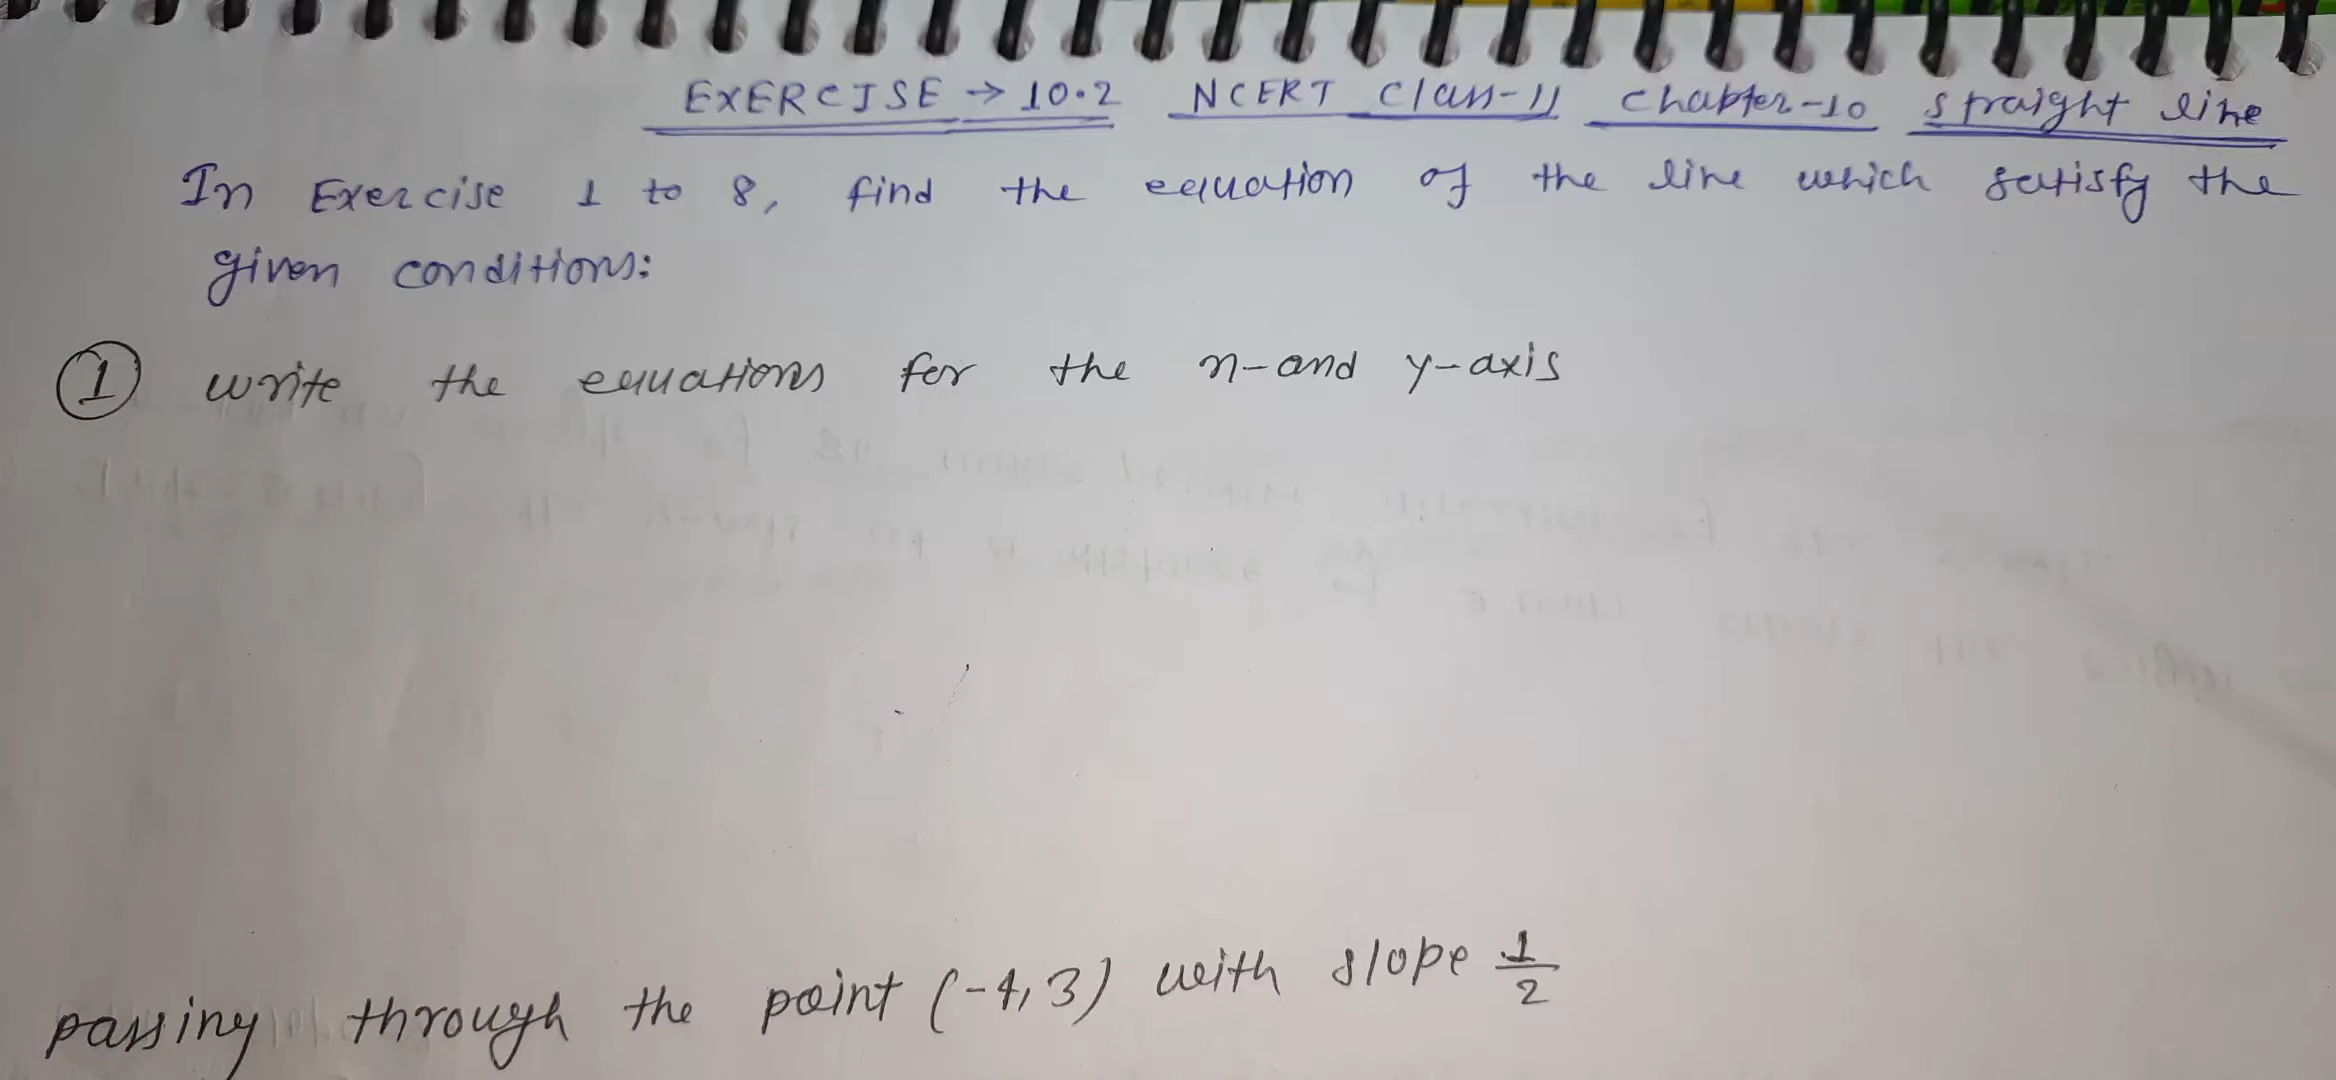 EXERCISE → 10.2 NCERT Class-11 Chapter-10 straight line
In Exercise 1 to 8, find the equation of the line which satisfy the
given conditions:
① write the equations for the x-and y-axis
passing through the point (-4,3) with slope 1/2